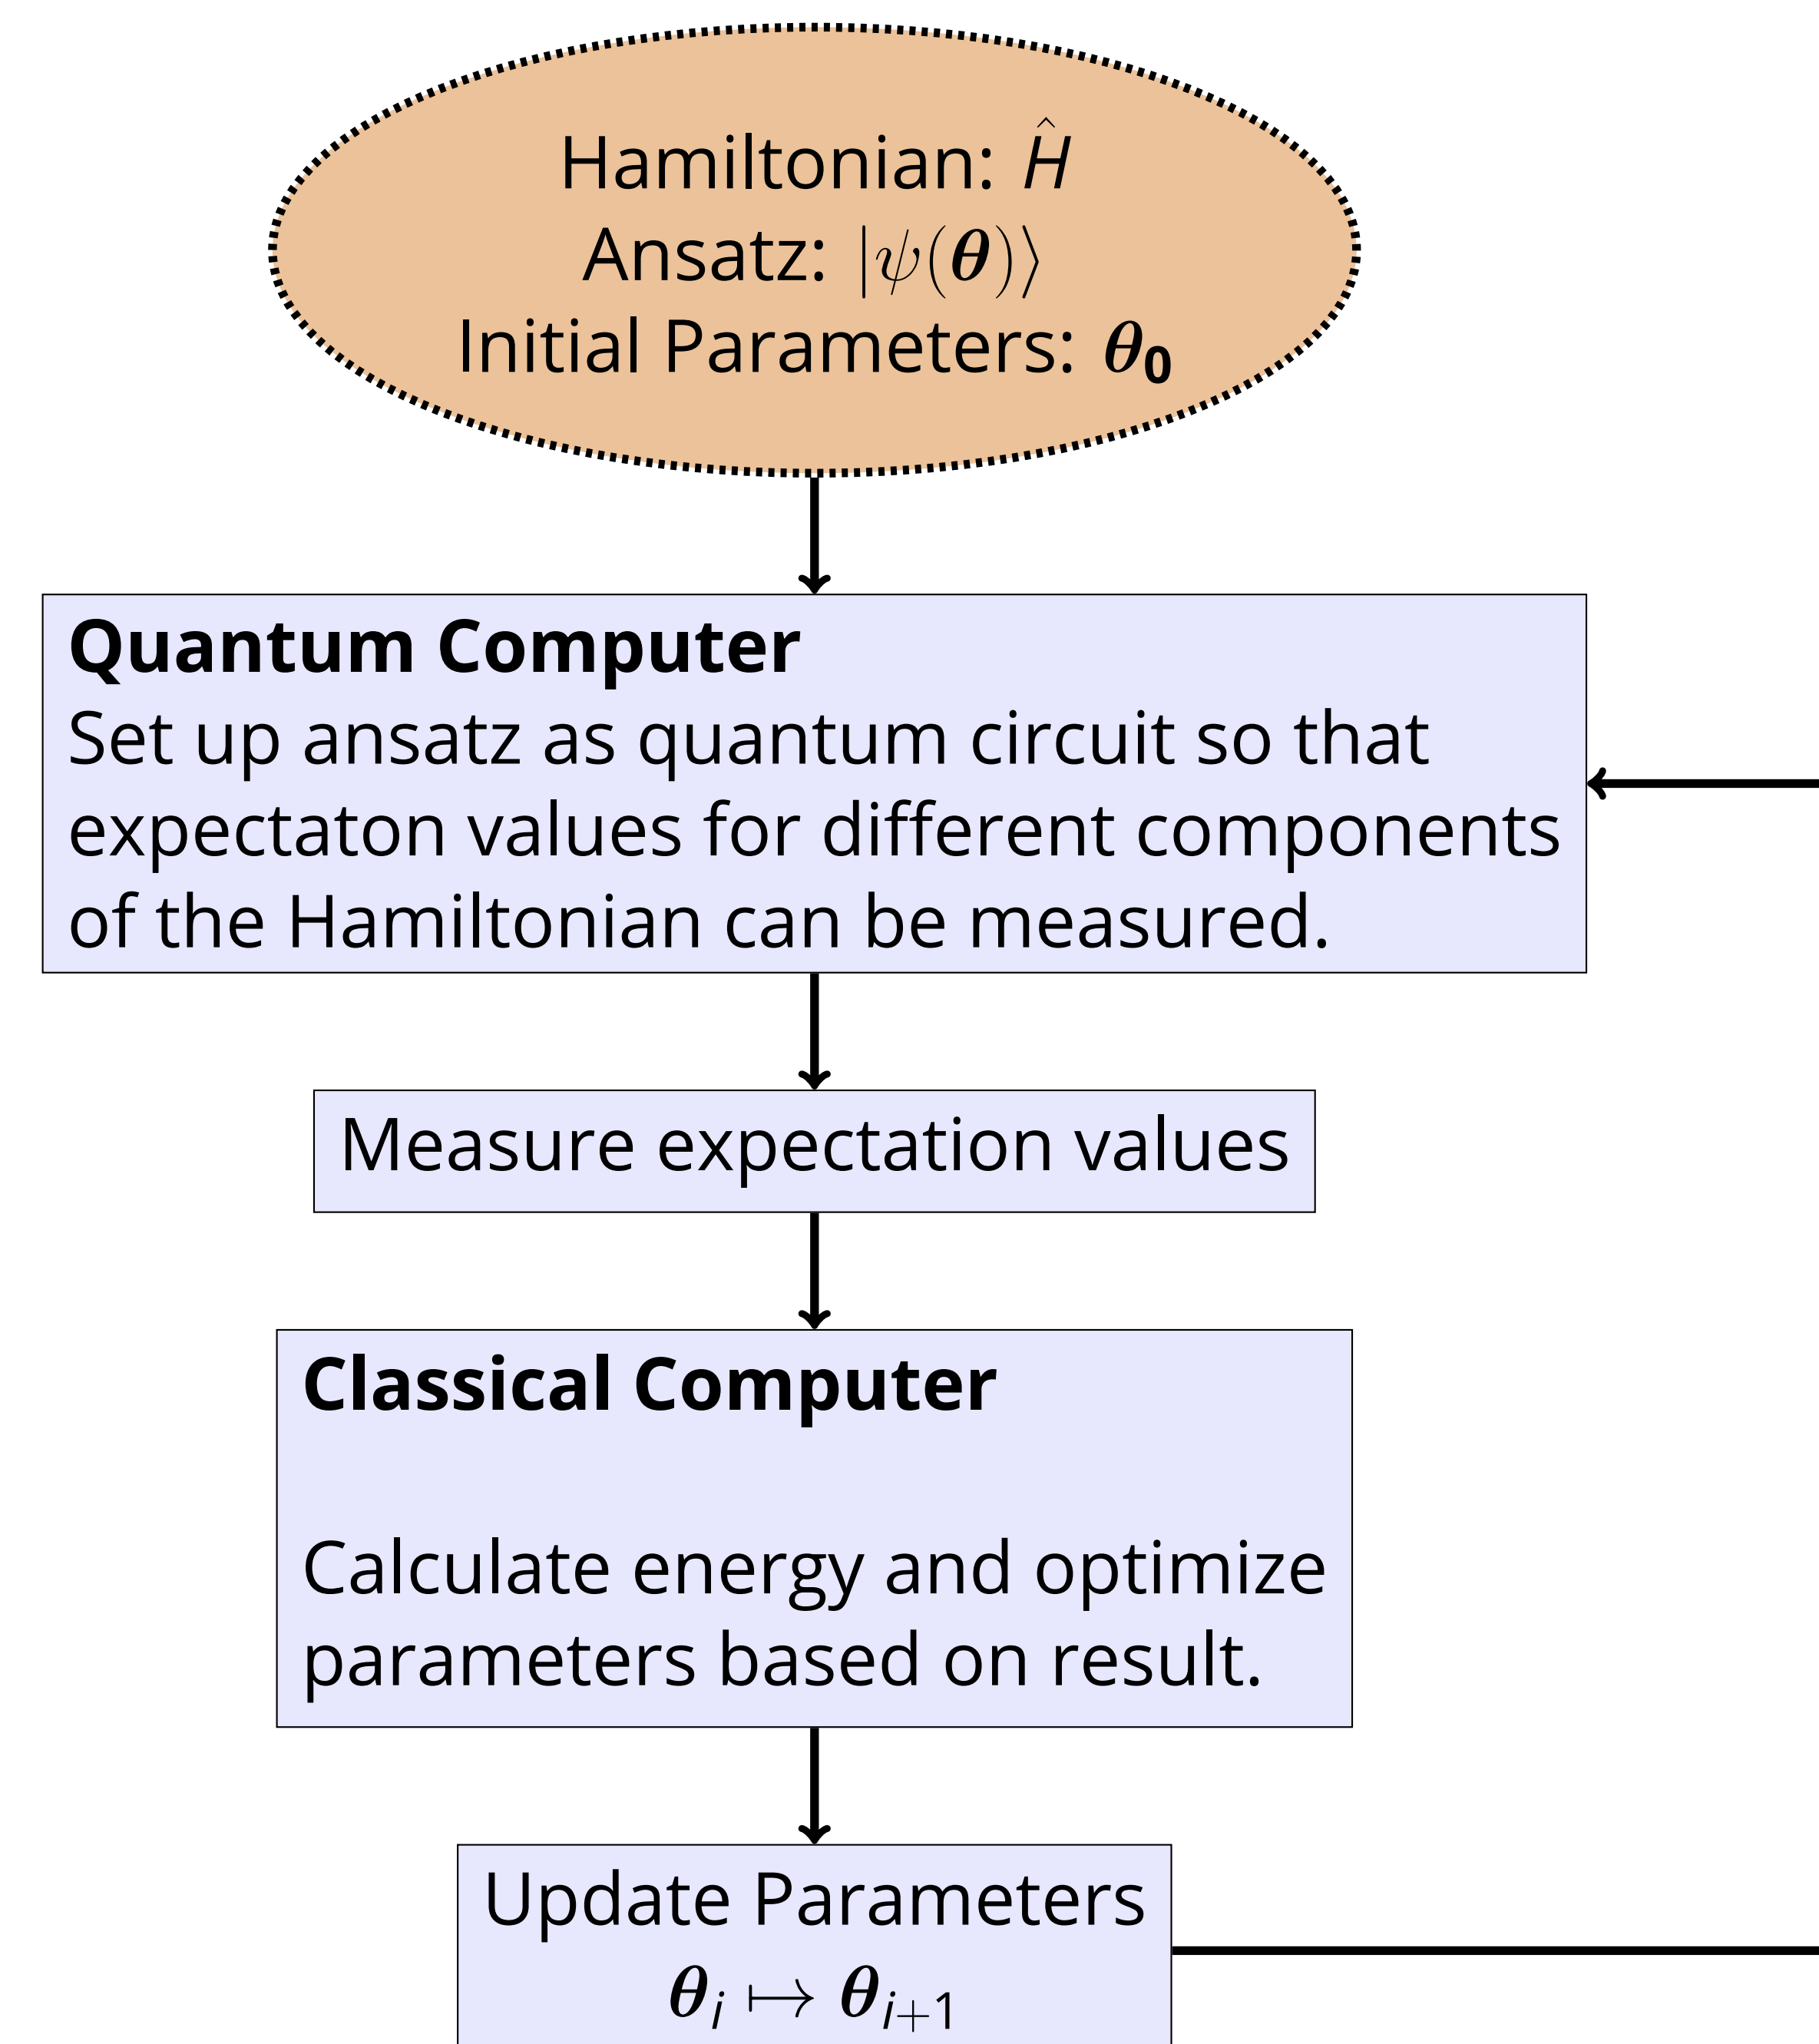 Hamiltonian: Ĥ
Ansatz: |ψ(θ)⟩
Initial Parameters: θ₀
Quantum Computer
Set up ansatz as quantum circuit so that
expectaton values for different components
of the Hamiltonian can be measured.
Measure expectation values
Classical Computer
Calculate energy and optimize
parameters based on result.
Update Parameters
θᵢ ↦ θᵢ₊₁